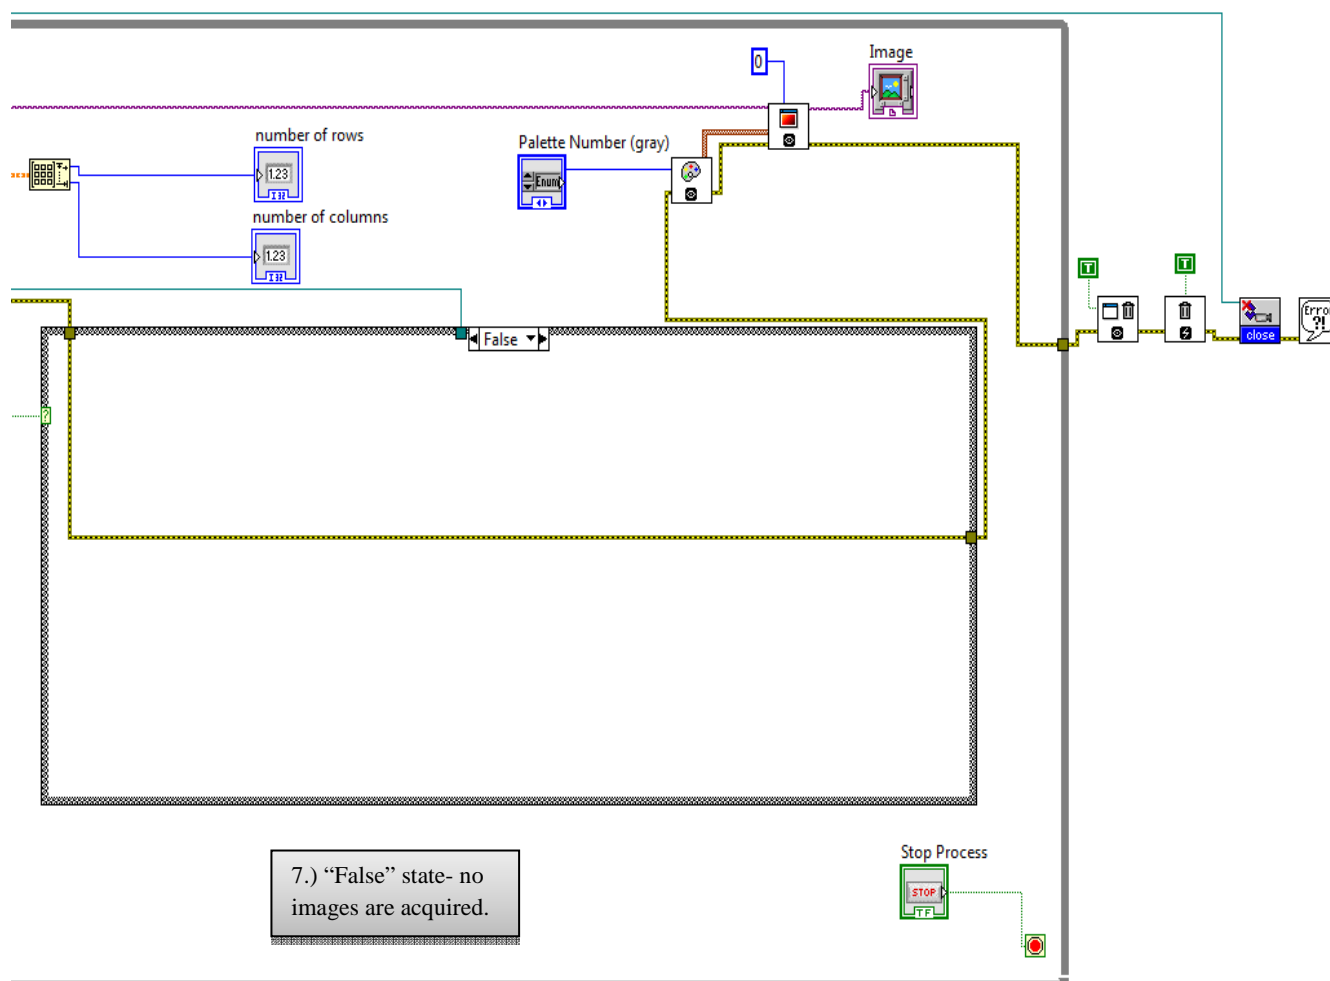 Image
0
number of rows
1.23
I32
Palette Number (gray)
Enum
number of columns
1.23
I32
T
T
Error
?!
close
False
?
7.) “False” state- no
images are acquired.
Stop Process
STOP
TF